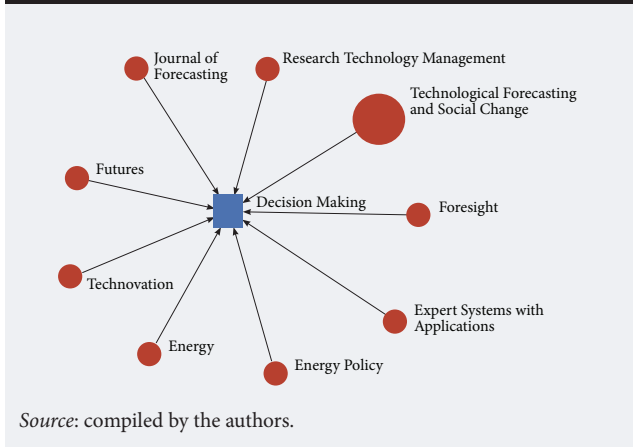 Journal of
Forecasting
Research Technology Management
Technological Forecasting
and Social Change
Futures
Decision Making
Foresight
Technovation
Expert Systems with
Applications
Energy
Energy Policy
Source: compiled by the authors.